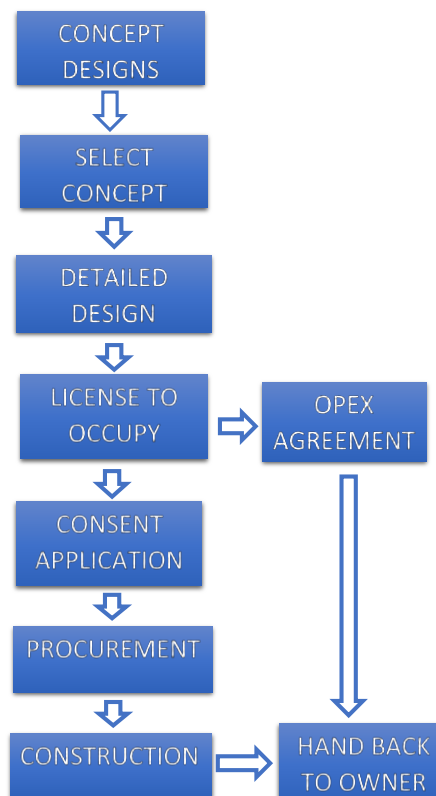 CONCEPT
DESIGNS
SELECT
CONCEPT
DETAILED
DESIGN
LICENSE TO
OCCUPY
OPEX
AGREEMENT
CONSENT
APPLICATION
PROCUREMENT
CONSTRUCTION
HAND BACK
TO OWNER